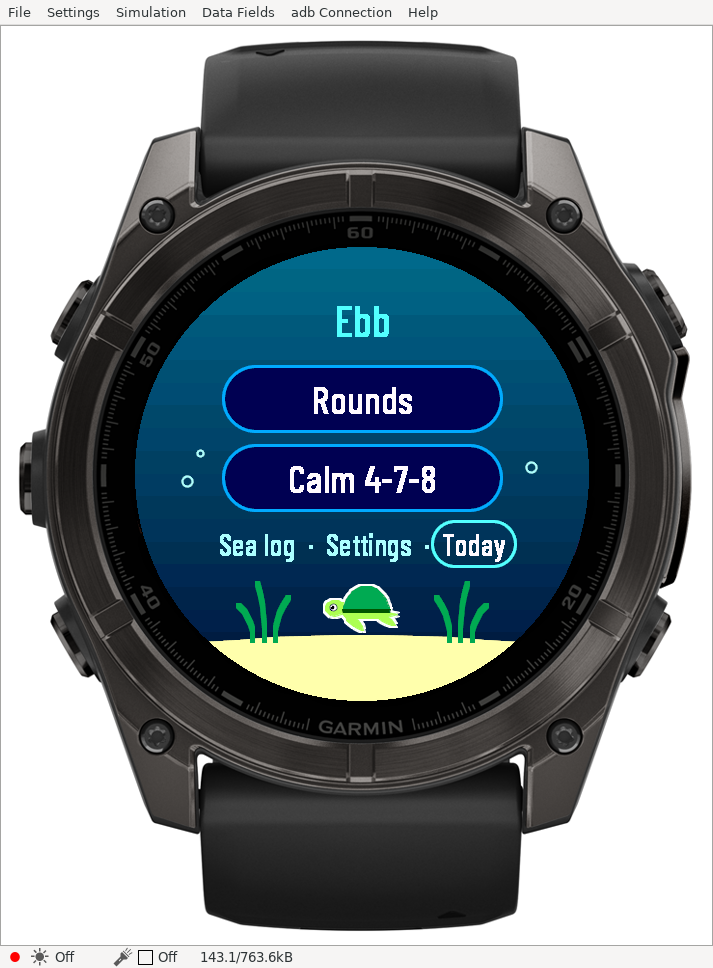 File Settings Simulation Data Fields adb Connection Help
60
50
Ebb
Rounds
Calm 4-7-8
Sea log · Settings · Today
40
20
GARMIN
Off Off 143.1/763.6kB